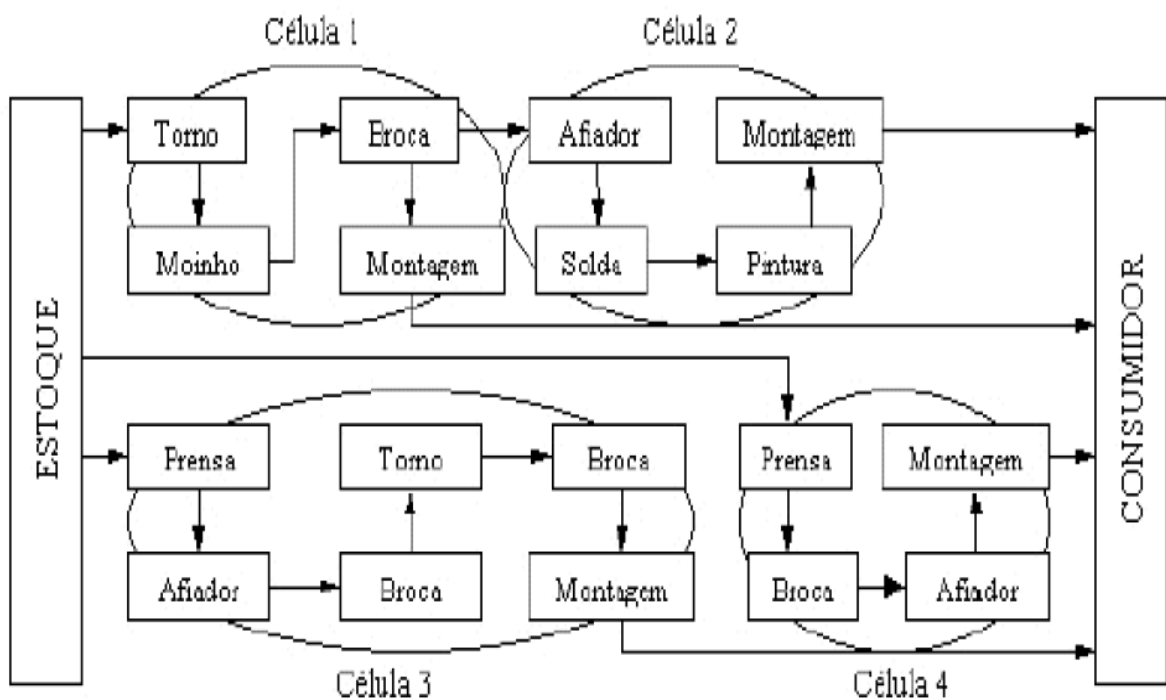 Célula 1
Célula 2
ESTOQUE
Torno
Broca
Afiador
Montagem
Moinho
Montagem
Solda
Pintura
CONSUMIDOR
Prensa
Torno
Broca
Prensa
Montagem
Afiador
Broca
Montagem
Broca
Afiador
Célula 3
Célula 4